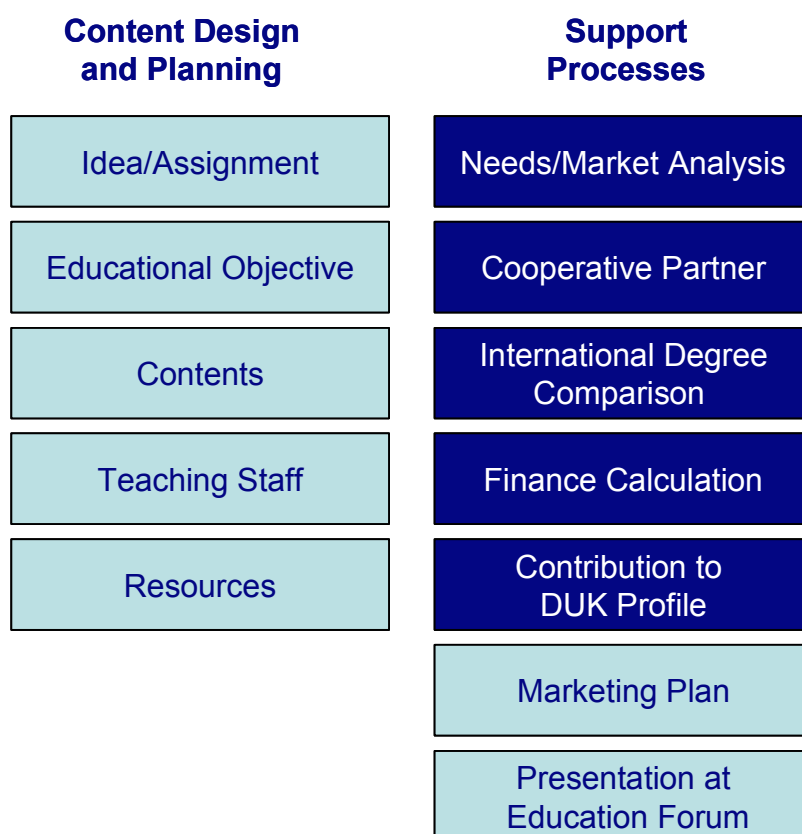 Content Design
and Planning
Idea/Assignment
Educational Objective
Contents
Teaching Staff
Resources
Support
Processes
Needs/Market Analysis
Cooperative Partner
International Degree
Comparison
Finance Calculation
Contribution to
DUK Profile
Marketing Plan
Presentation at
Education Forum